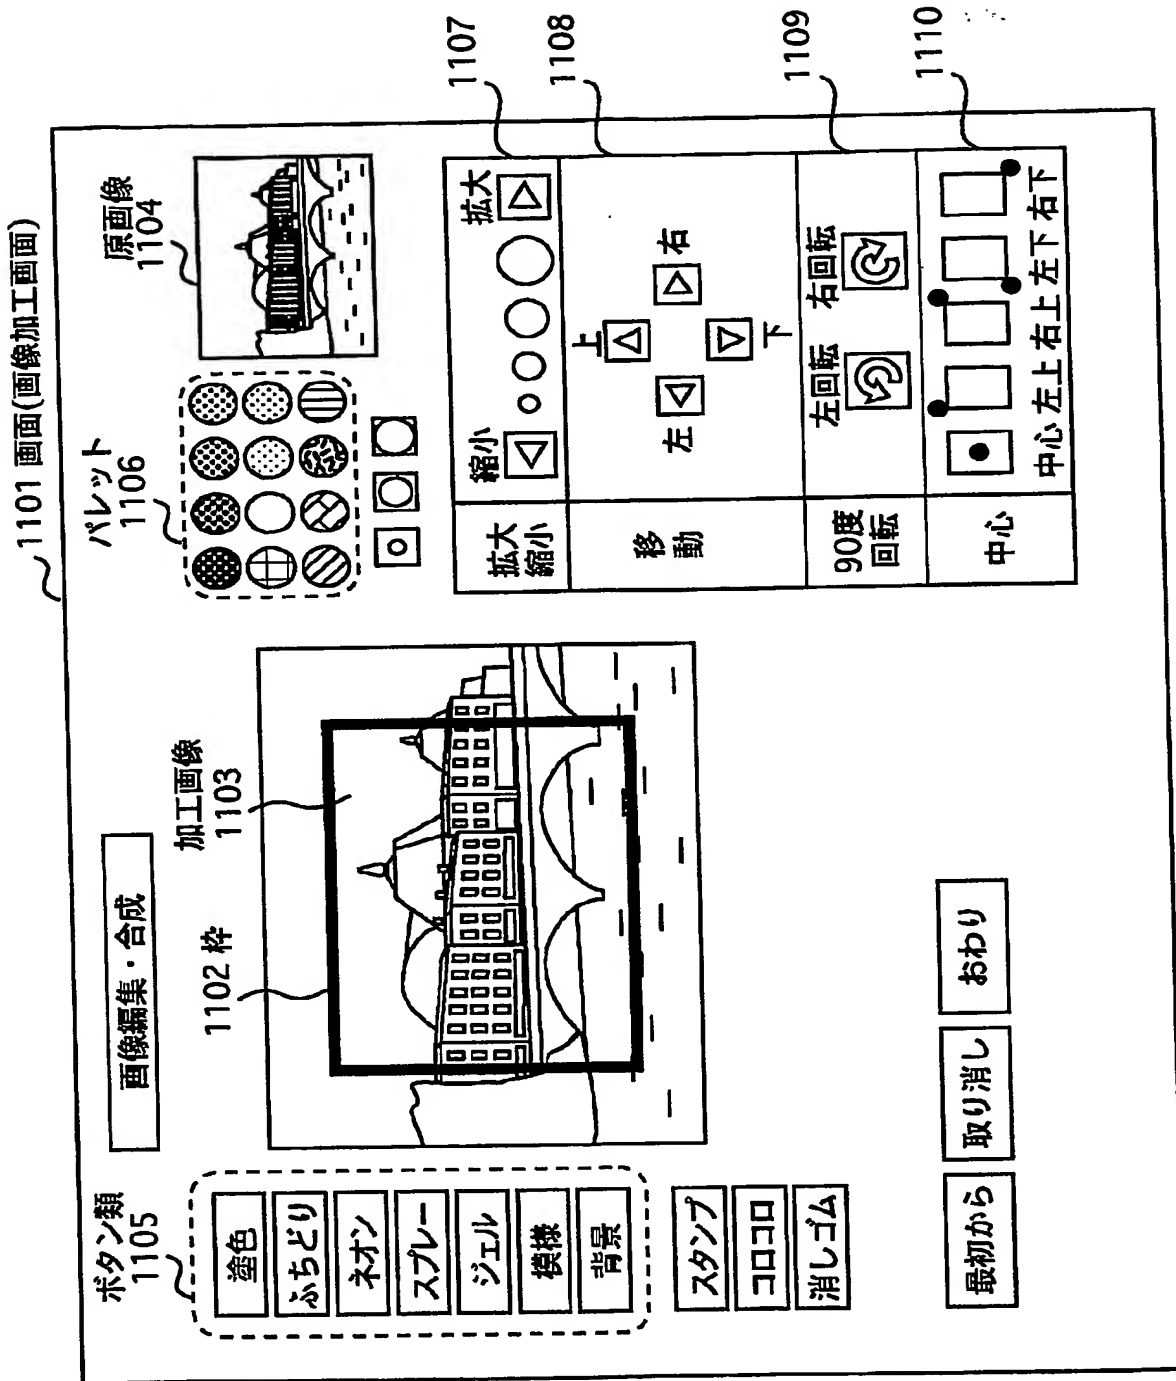 1101 画面(画像加工画面)
画像編集・合成
ボタン類
1105
塗色
ふちどり
ネオン
スプレー
ジェル
模様
背景
スタンプ
コロコロ
消しゴム
最初から
取り消し
おわり
1102 枠
加工画像
1103
パレット
1106
原画像
1104
拡大
縮小
縮小
拡大
1107
移動
上
左
右
下
1108
90度
回転
左回転
右回転
1109
中心
中心 左上 右上 左下 右下
1110